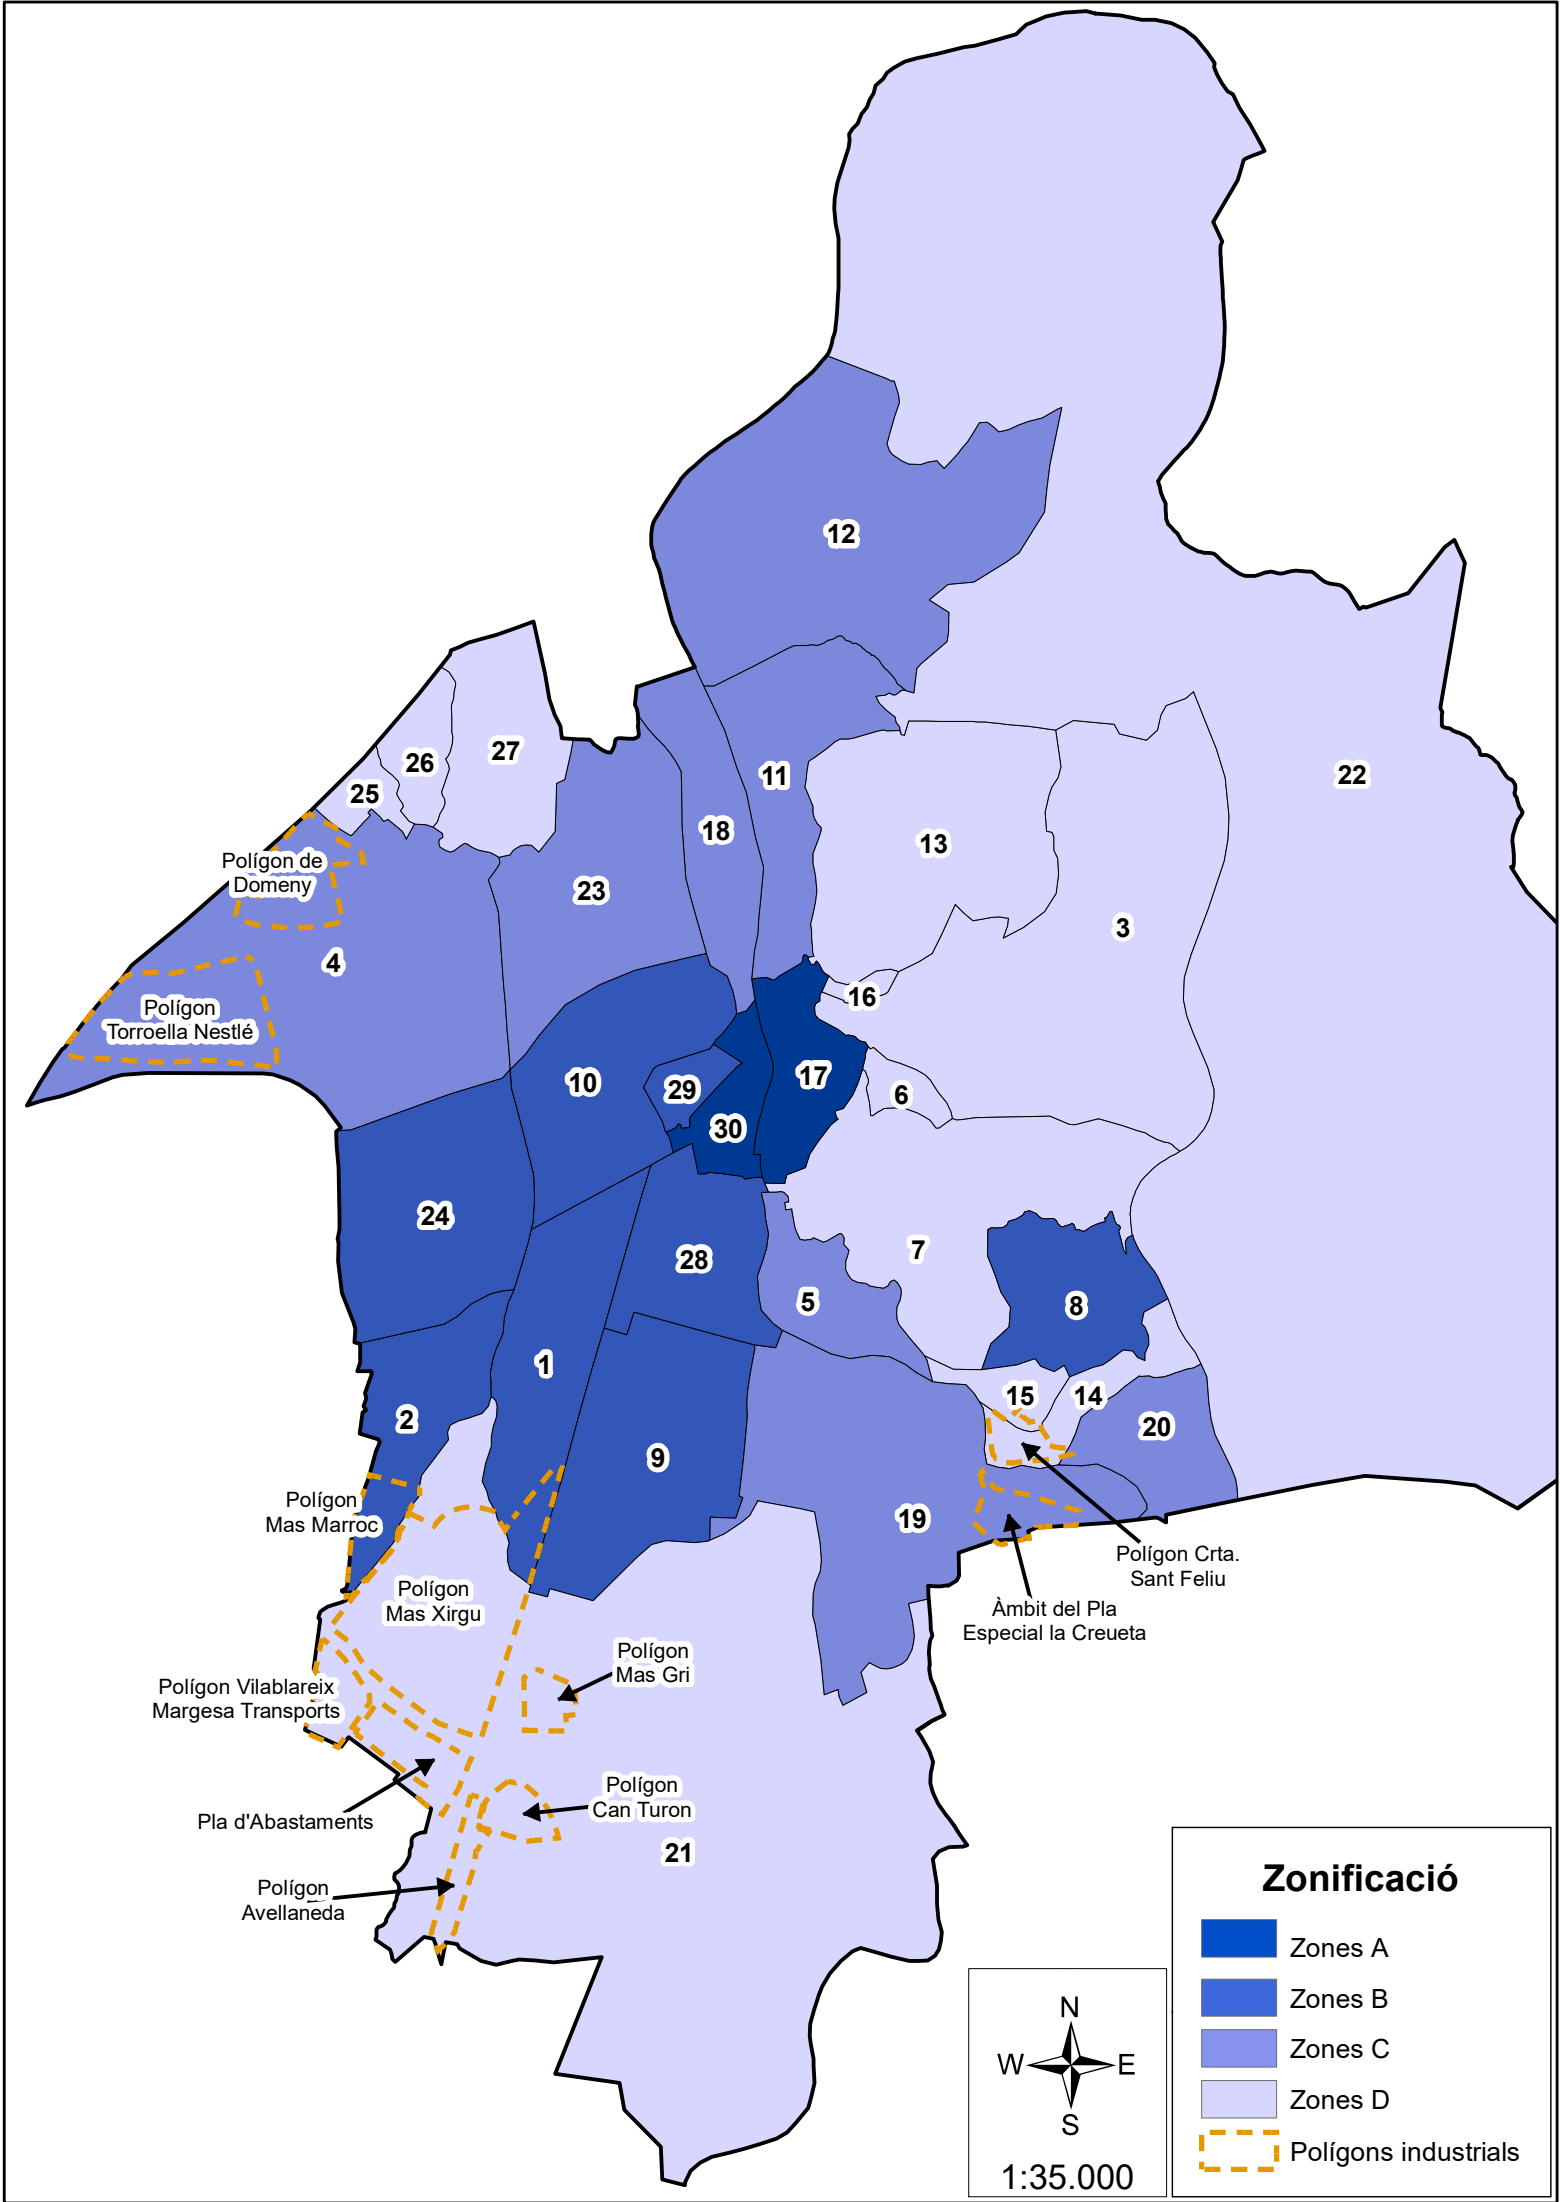 12
27
26
25
11
22
18
13
Polígon de
Domeny
23
3
4
16
Polígon
Torroella Nestlé
17
10
29
6
30
24
7
28
5
8
1
15
14
2
20
9
Polígon
Mas Marroc
19
Polígon Crta.
Sant Feliu
Polígon
Mas Xirgu
Àmbit del Pla
Especial la Creueta
Polígon
Mas Gri
Polígon Vilablareix
Margesa Transports
Polígon
Can Turon
Pla d'Abastaments
21
Polígon
Avellaneda
Zonificació
Zones A
Zones B
Zones C
Zones D
Polígons industrials
N
W
E
S
1:35.000